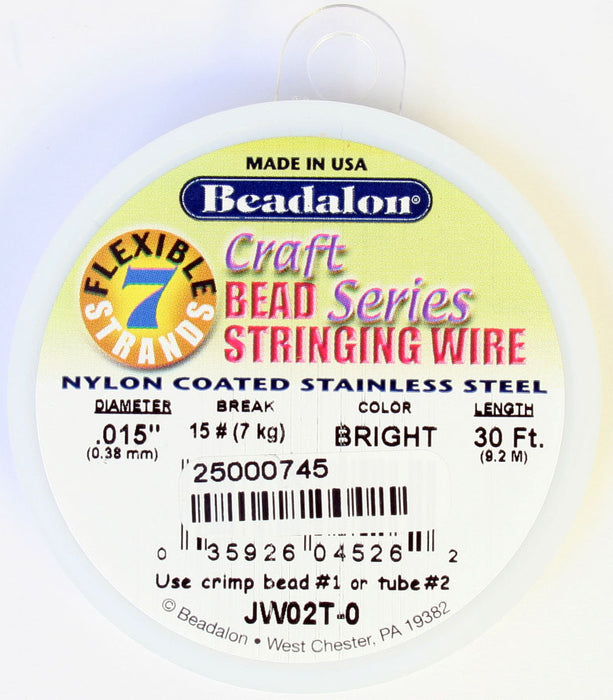 MADE IN USA
Beadalon®
FLEXIBLE
7
STRANDS
Craft
BEAD Series
STRINGING WIRE
NYLON COATED STAINLESS STEEL
DIAMETER BREAK COLOR LENGTH
.015" 15 # (7 kg) BRIGHT 30 Ft.
(0.38 mm) (9.2 M)
25000745
0 35926 04526 2
Use crimp bead #1 or tube #2
JW02T-0
© Beadalon • West Chester, PA 19382